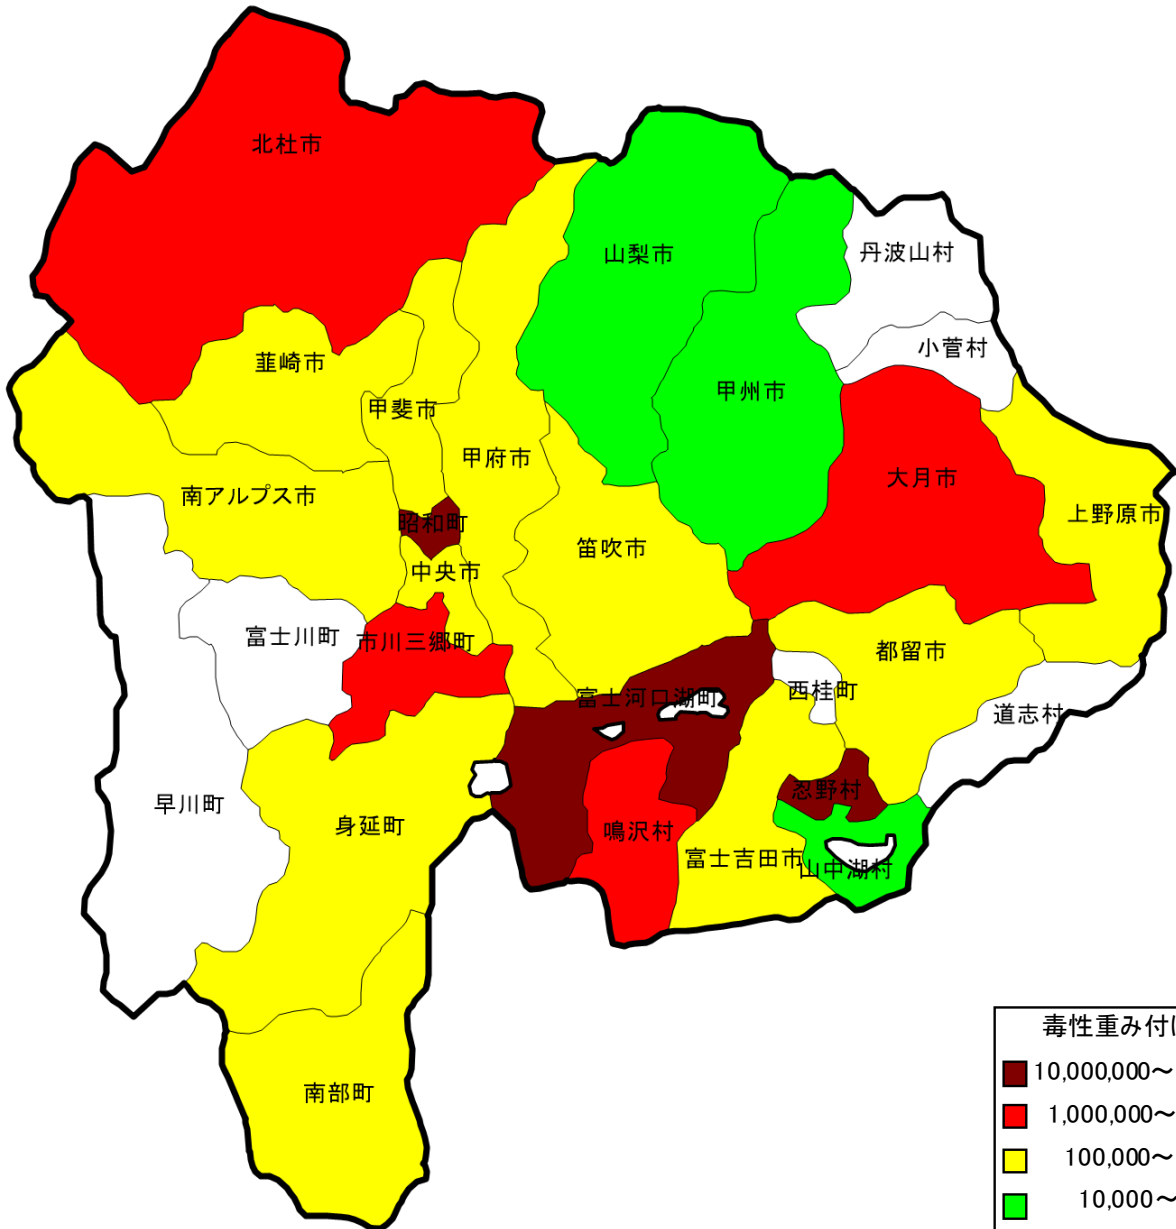 北杜市
山梨市
丹波山村
小菅村
韮崎市
甲斐市
甲州市
甲府市
大月市
南アルプス市
上野原市
昭和町
笛吹市
中央市
富士川町
市川三郷町
都留市
西桂町
富士河口湖町
道志村
忍野村
早川町
身延町
鳴沢村
富士吉田市
山中湖村
南部町
毒性重み付け
10,000,000～
1,000,000～
100,000～
10,000～